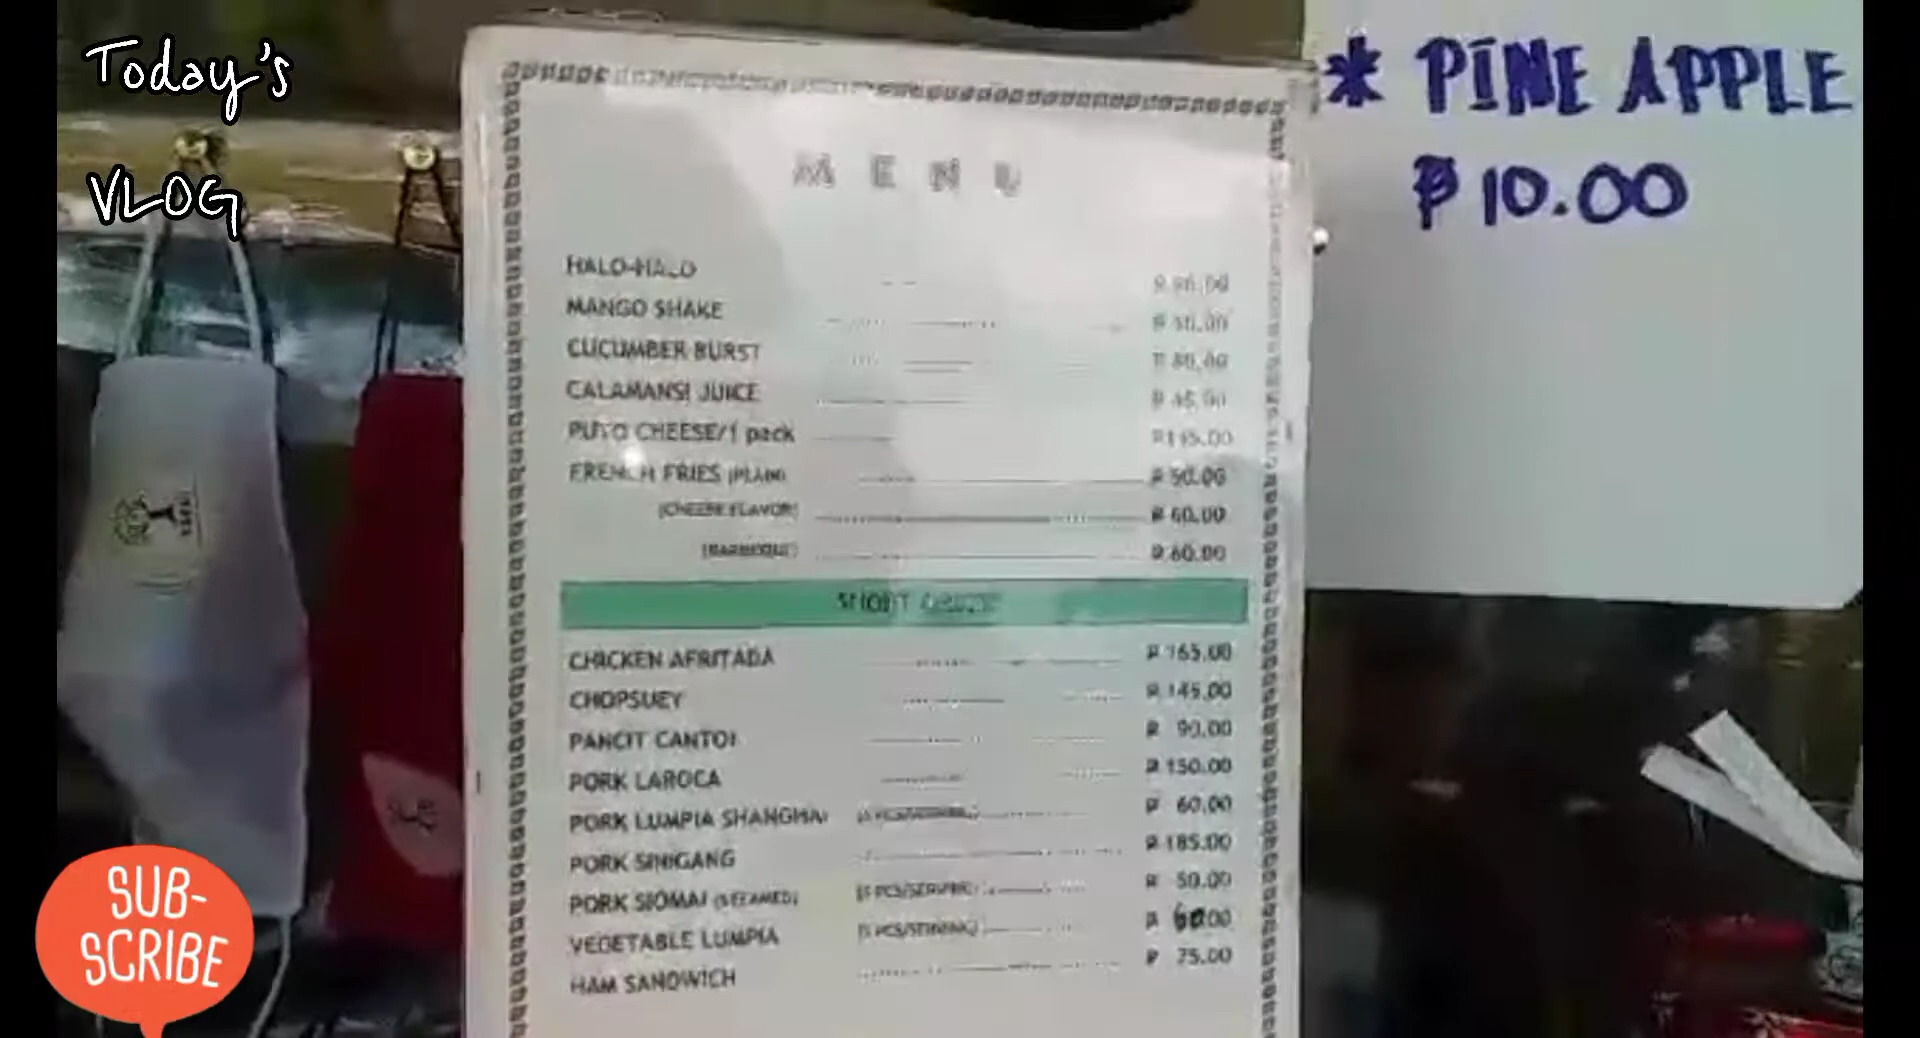 Today's
VLOG
* PINE APPLE
₱ 10.00
MENU
HALO-HALO
MANGO SHAKE
CUCUMBER BURST
CALAMANSI JUICE ₱ 45.00
PUTO CHEESE/1 pack
FRENCH FRIES (PLAIN) ₱ 50.00
(CHEESE FLAVOR) ₱ 60.00
(BARBEQUE) ₱ 60.00
SHORT
CHICKEN AFRITADA ₱ 165.00
CHOPSUEY ₱ 145.00
PANCIT CANTON ₱ 90.00
PORK LAROCA ₱ 150.00
PORK LUMPIA SHANGHAI ₱ 60.00
PORK SINIGANG ₱ 185.00
PORK SIOMAI (STEAMED) ₱ 50.00
VEGETABLE LUMPIA
HAM SANDWICH ₱ 75.00
SUB-
SCRIBE